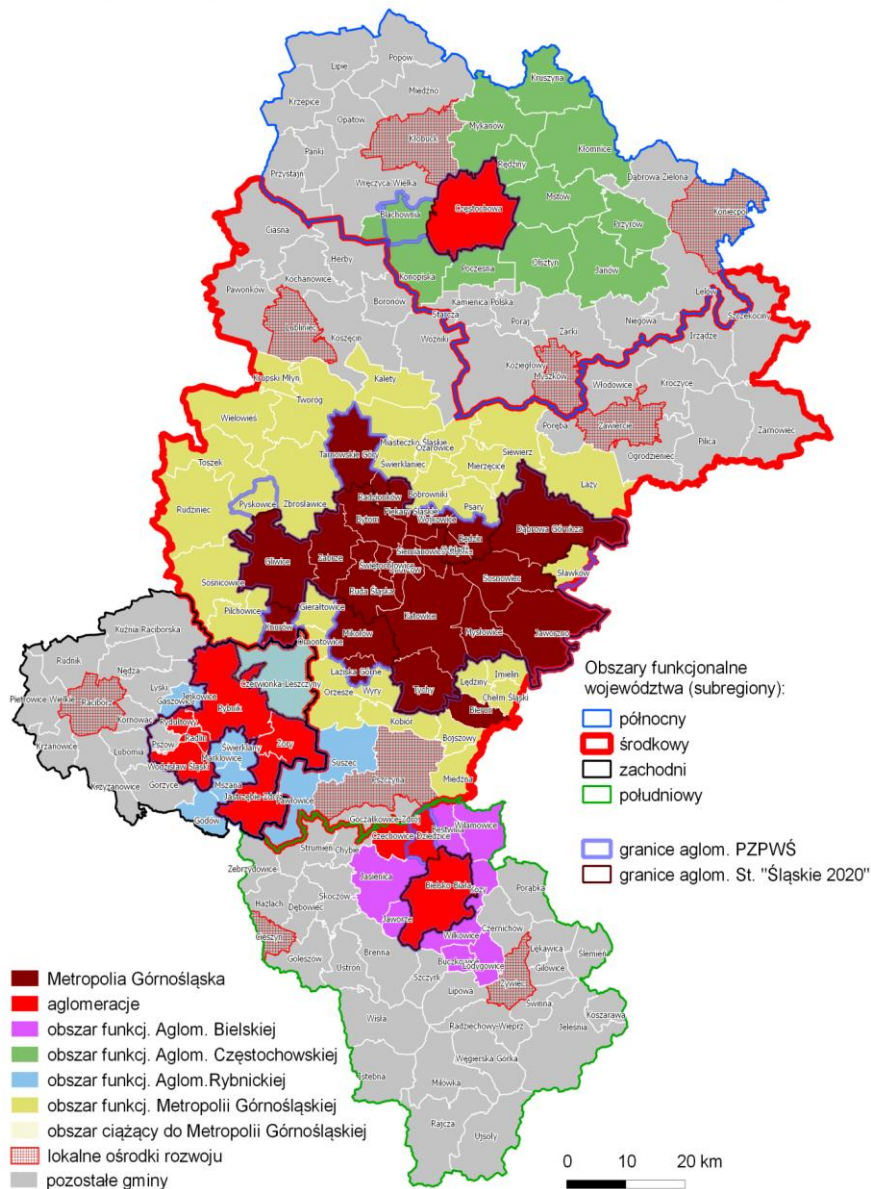 Lipie
Popów
Kruszyna
Miedźno
Krzepice
Opatów
Mykanów
Kłobuck
Kłomnice
Panki
Rędziny
Przystajń
Dąbrowa Zielona
Wręczyca Wielka
Mstów
Koniecpol
Częstochowa
Blachownia
Przyrów
Ciasna
Herby
Olsztyn
Janów
Poczesna
Konopiska
Kochanowice
Pawonków
Lelów
Boronów
Kamienica Polska
Starcza
Szczekociny
Niegowa
Poraj
Żarki
Irządze
Lubliniec
Koszęcin
Woźniki
Koziegłowy
Myszków
Włodowice
Kroczyce
Krupski Młyn
Kalety
Tworóg
Zawiercie
Żarnowiec
Wielowieś
Poręba
Pilica
Miasteczko Śląskie
Ożarowice
Siewierz
Ogrodzieniec
Tarnowskie Góry
Toszek
Świerklaniec
Mierzęcice
Łazy
Radzionków
Bobrowniki
Psary
Pyskowice
Zbrosławice
Rudziniec
Piekary Śląskie
Wojkowice
Bytom
Dąbrowa Górnicza
Będzin
Gliwice
Zabrze
Siemianowice Śląskie
Sławków
Świętochłowice
Sosnowiec
Sośnicowice
Ruda Śląska
Pilchowice
Gierałtowice
Katowice
Mysłowice
Jaworzno
Knurów
Mikołów
Kuźnia Raciborska
Ornontowice
Rudnik
Nędza
Łaziska Górne
Czerwionka-Leszczyny
Lędziny
Imielin
Tychy
Chełm Śląski
Pietrowice Wielkie
Racibórz
Lyski
Jejkowice
Gaszowice
Rybnik
Orzesze
Wyry
Bieruń
Kornowac
Rydułtowy
Kobiór
Bojszowy
Pszów
Radlin
Świerklany
Żory
Krzanowice
Lubomia
Marklowice
Suszec
Wodzisław Śląski
Pszczyna
Miedźna
Krzyżanowice
Gorzyce
Mszana
Jastrzębie-Zdrój
Pawłowice
Godów
Goczałkowice-Zdrój
Wilamowice
Bestwina
Czechowice-Dziedzice
Strumień
Chybie
Zebrzydowice
Jasienica
Bielsko-Biała
Kozy
Porąbka
Hażlach
Dębowiec
Skoczów
Jaworze
Czernichów
Cieszyn
Wilkowice
Łękawica
Ślemień
Goleszów
Brenna
Buczkowice
Łodygowice
Gilowice
Ustroń
Szczyrk
Żywiec
Lipowa
Świnna
Koszarawa
Wisła
Radziechowy-Wieprz
Jeleśnia
Węgierska Górka
Istebna
Milówka
Rajcza
Ujsoły
Obszary funkcjonalne
województwa (subregiony):
północny
środkowy
zachodni
południowy
granice aglom. PZPWŚ
granice aglom. St. "Śląskie 2020"
Metropolia Górnośląska
aglomeracje
obszar funkcj. Aglom. Bielskiej
obszar funkcj. Aglom. Częstochowskiej
obszar funkcj. Aglom.Rybnickiej
obszar funkcj. Metropolii Górnośląskiej
obszar ciążący do Metropolii Górnośląskiej
lokalne ośrodki rozwoju
pozostałe gminy
0 10 20 km